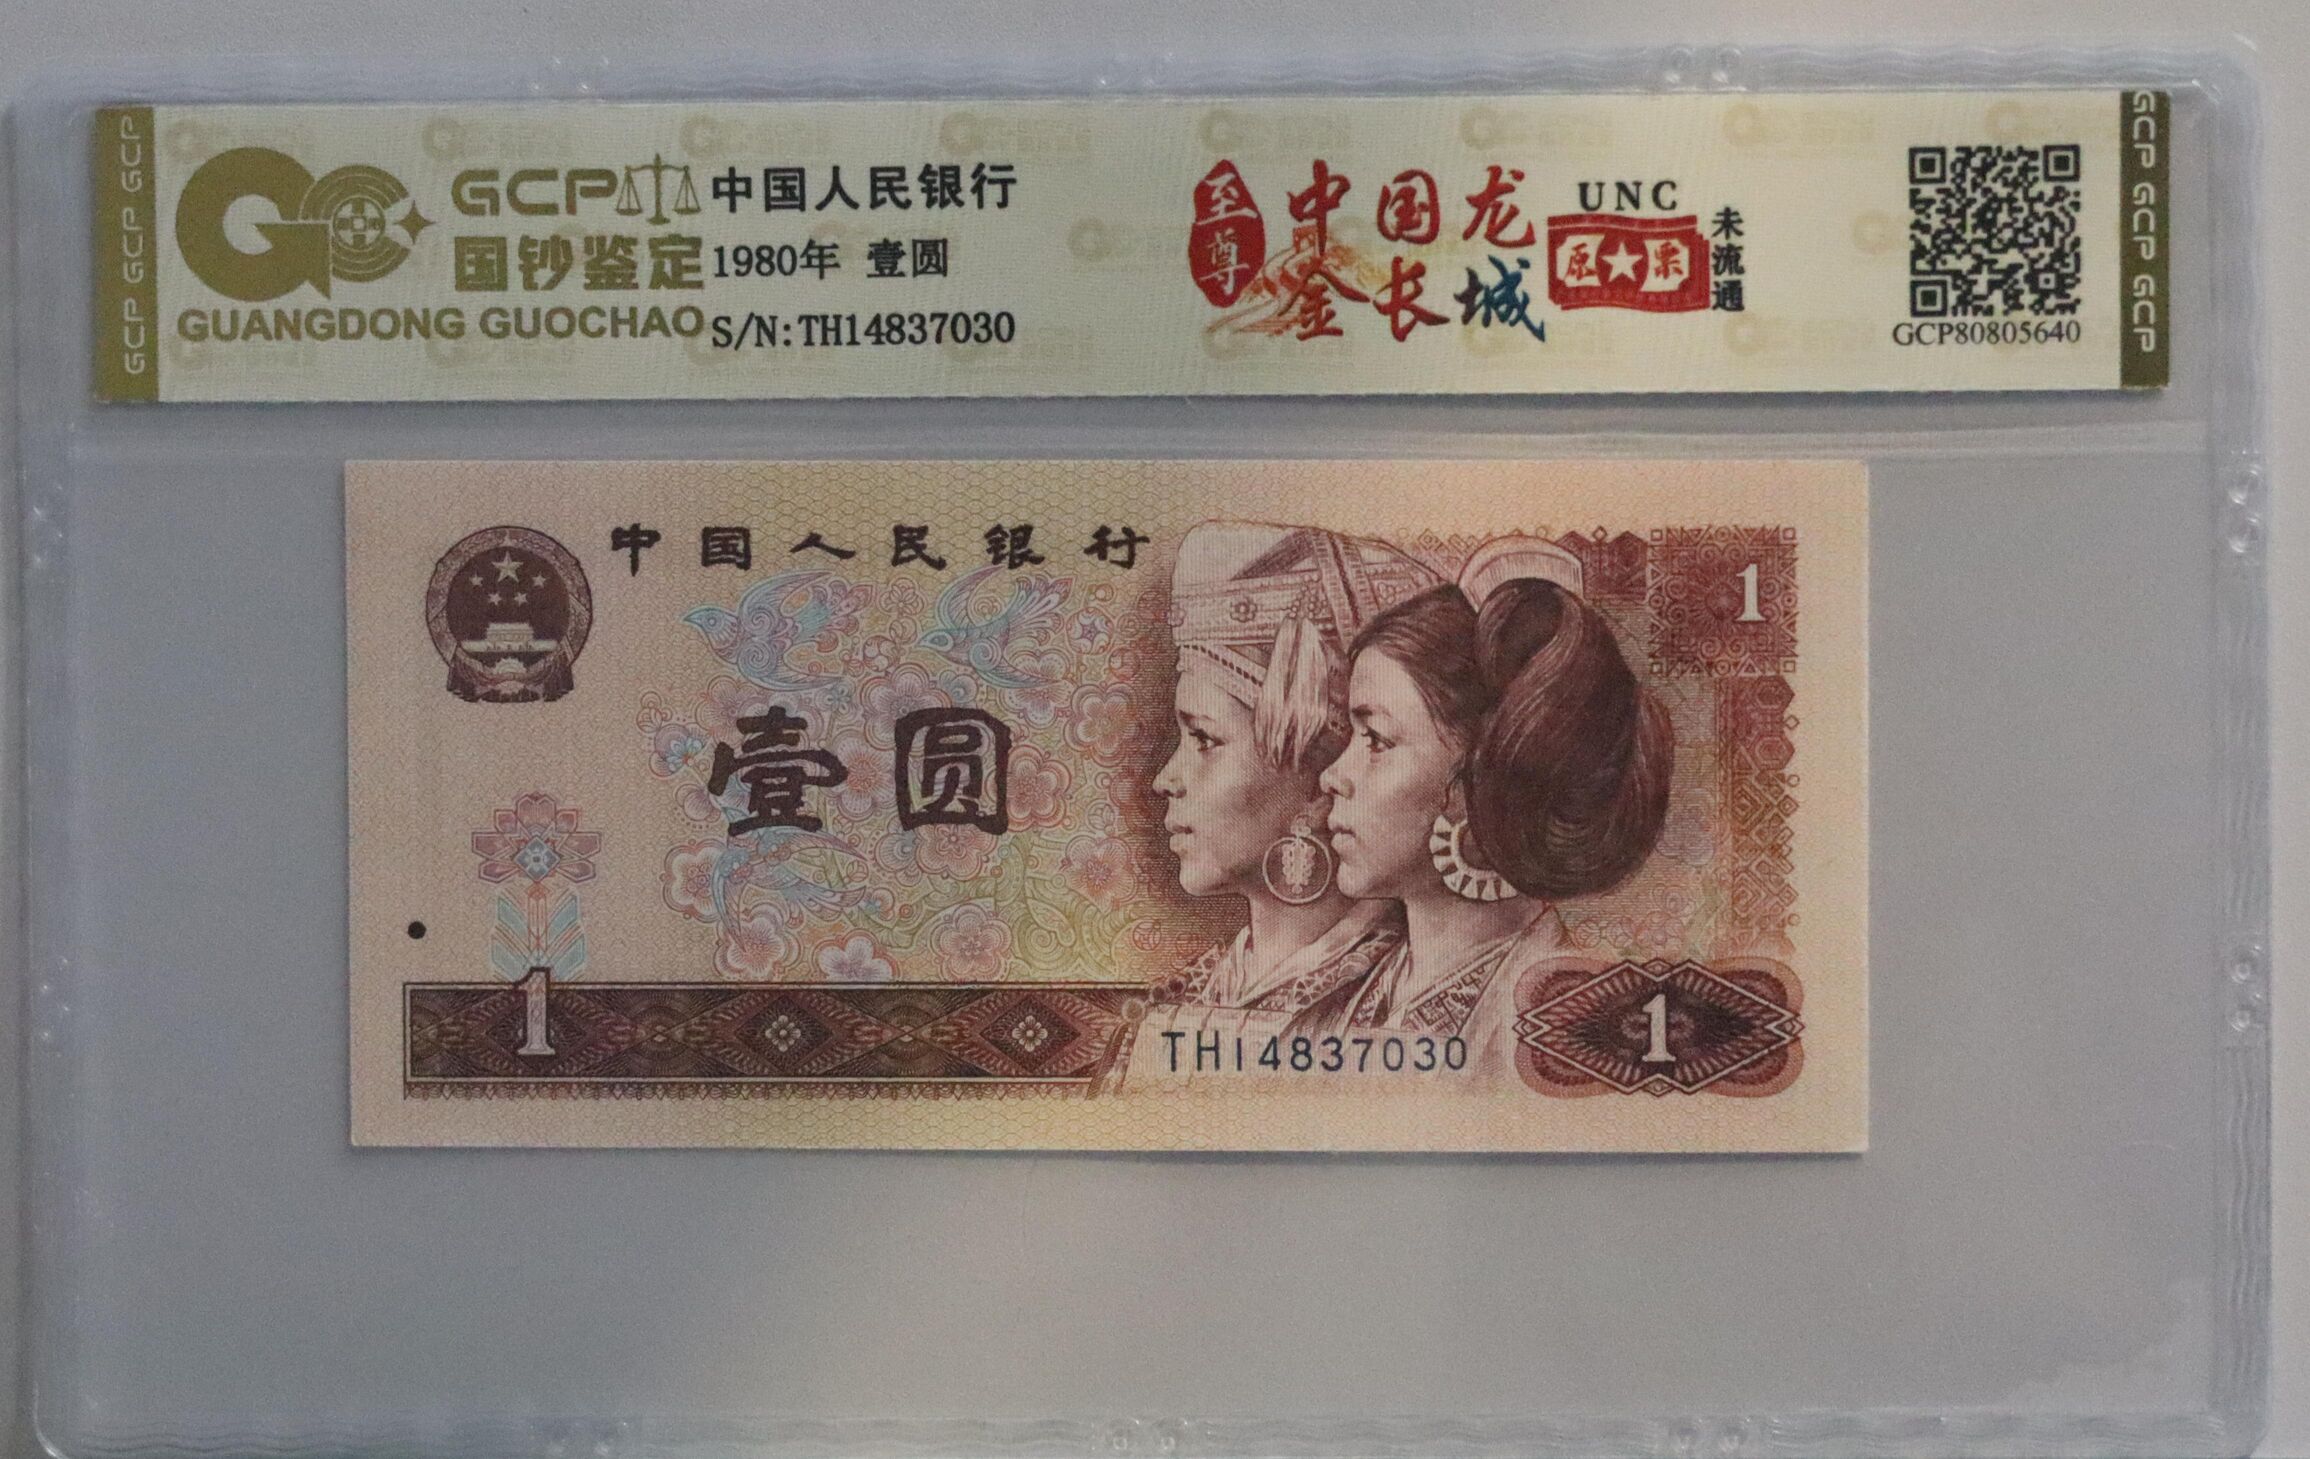 GCP GCP GCP
GCP
国钞鉴定
GUANGDONG GUOCHAO
中国人民银行
1980年 壹圆
S/N:TH14837030
至尊
中国龙
金长城
UNC
原★票
未流通
GCP80805640
GCP GCP GCP
中国人民银行
壹圆
1
1
TH14837030
1